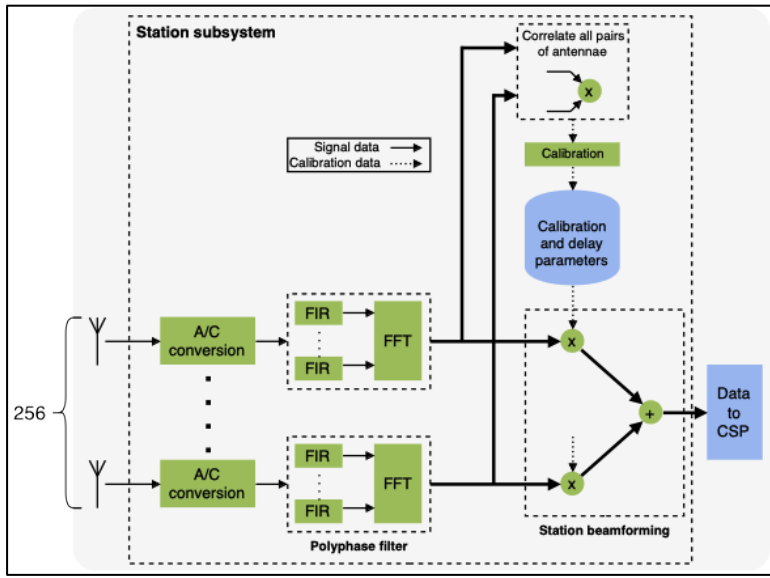 Station subsystem
Correlate all pairs
of antennae
x
Signal data
Calibration data
Calibration
Calibration
and delay
parameters
256
A/C
conversion
FIR
FIR
FFT
x
+
Data
to
CSP
A/C
conversion
FIR
FIR
FFT
x
Polyphase filter
Station beamforming